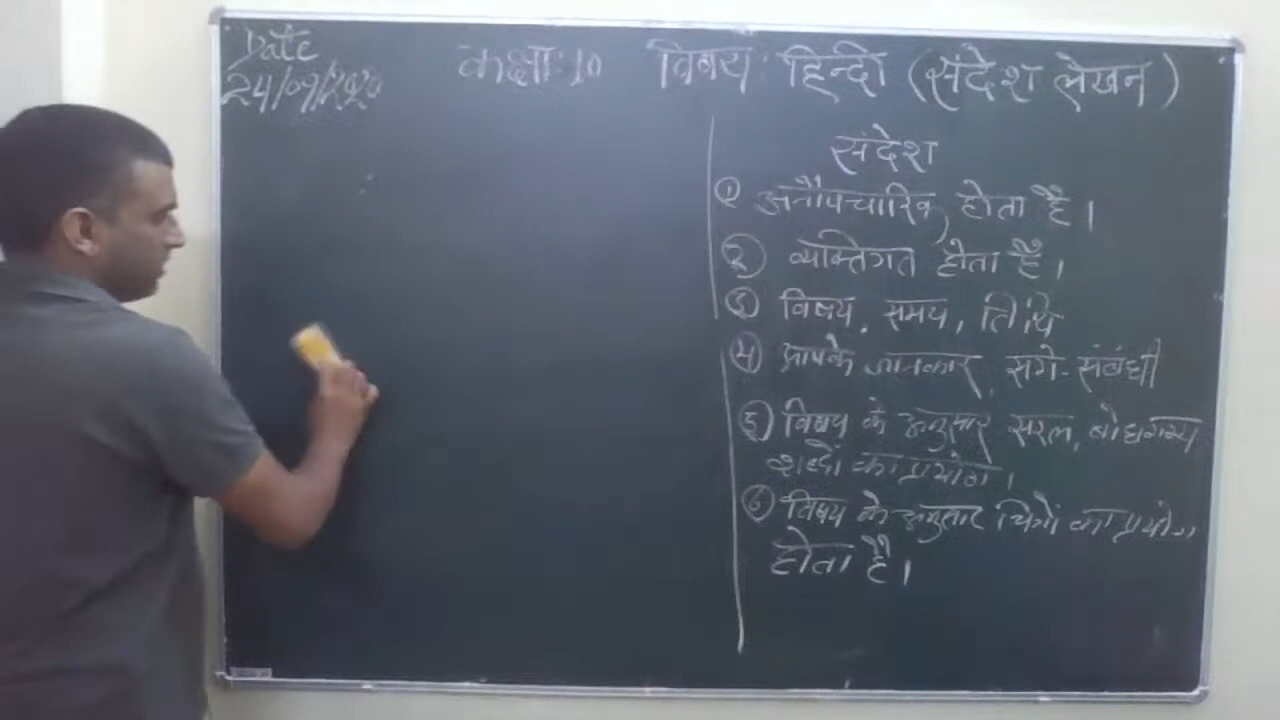 Date
24/09/2020
कक्षा: 10 विषय: हिन्दी (संदेश लेखन)
संदेश
① अनौपचारिक होता है।
② व्यक्तिगत होता है।
③ विषय, समय, तिथि
④ आपके जानकार, सगे-संबंधी
⑤ विषय के अनुसार सरल, बोधगम्य
शब्दों का प्रयोग।
⑥ विषय के अनुसार चित्रों का प्रयोग
होता है।